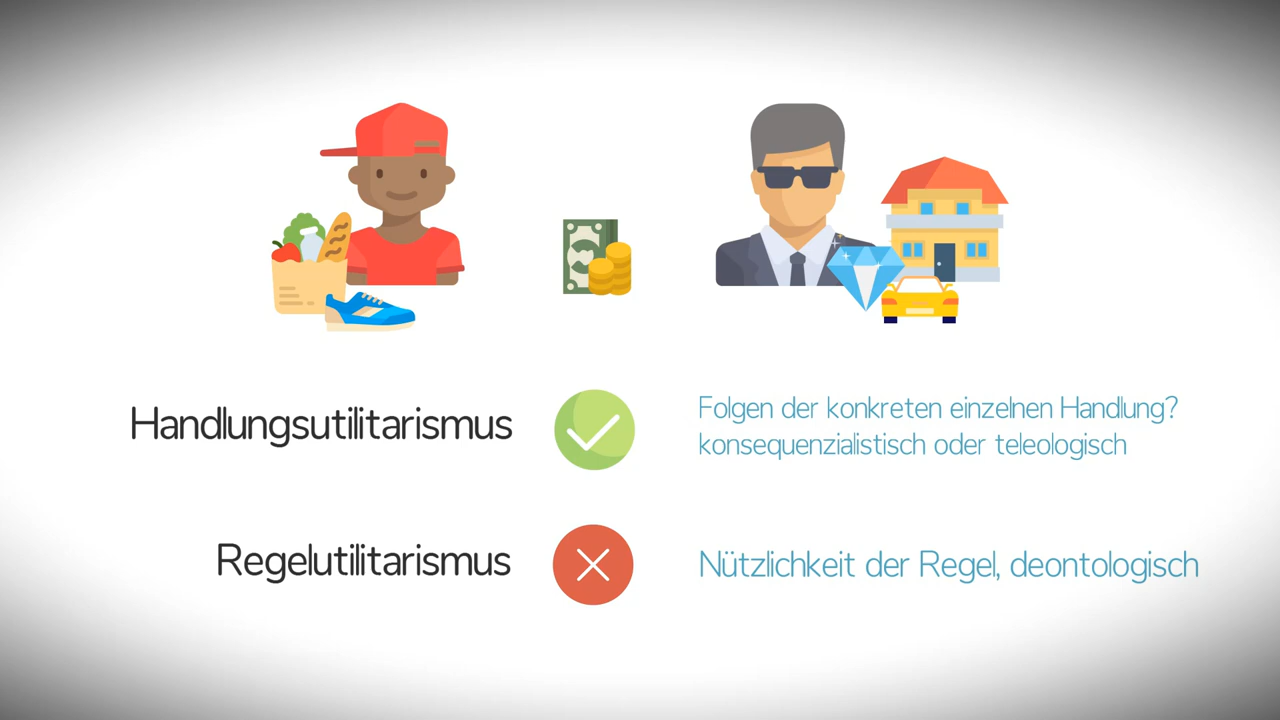 Handlungsutilitarismus
Folgen der konkreten einzelnen Handlung?
konsequenzialistisch oder teleologisch
Regelutilitarismus
Nützlichkeit der Regel, deontologisch